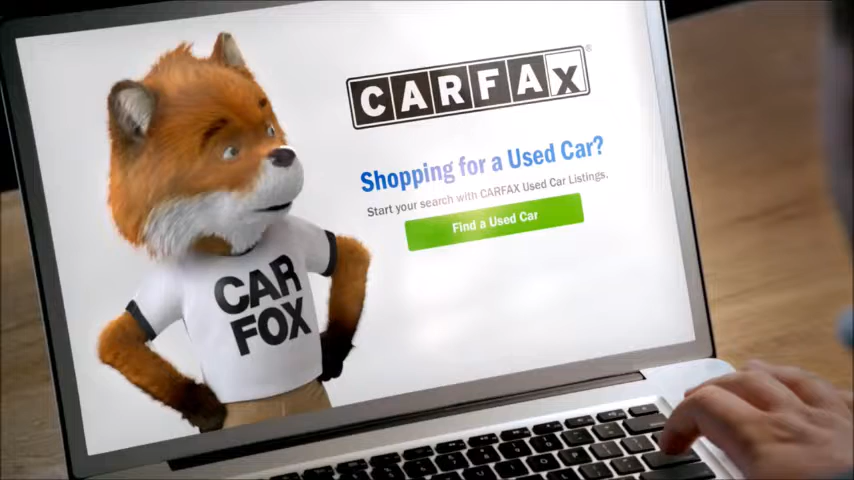 CARFAX®
Shopping for a Used Car?
Start your search with CARFAX Used Car Listings.
Find a Used Car
CAR
FOX